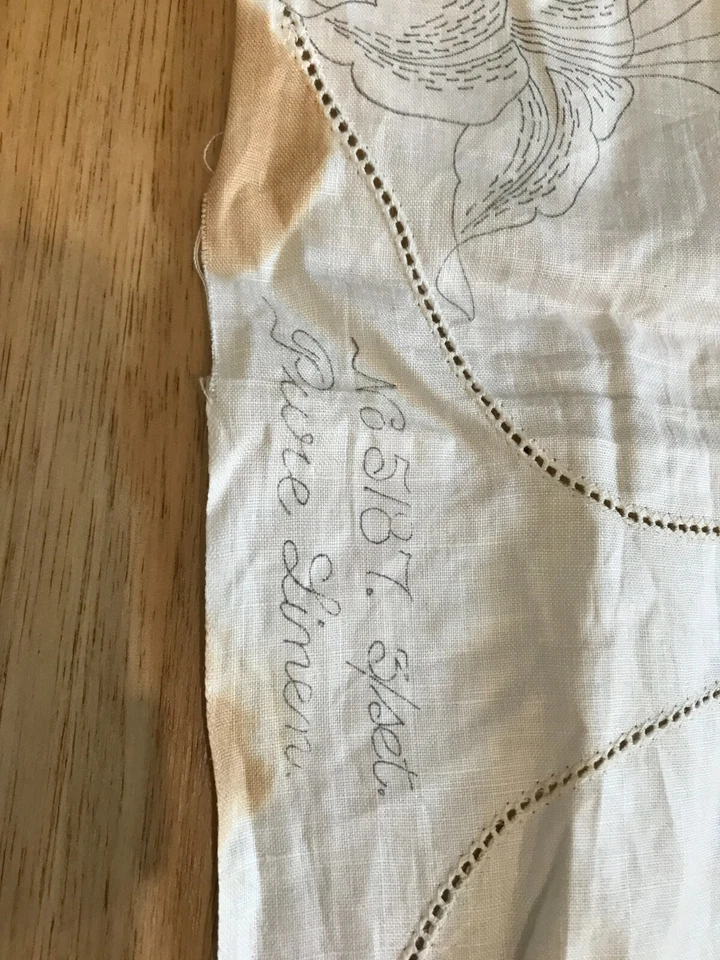 No 5187. 3/set.
Pure Linen.